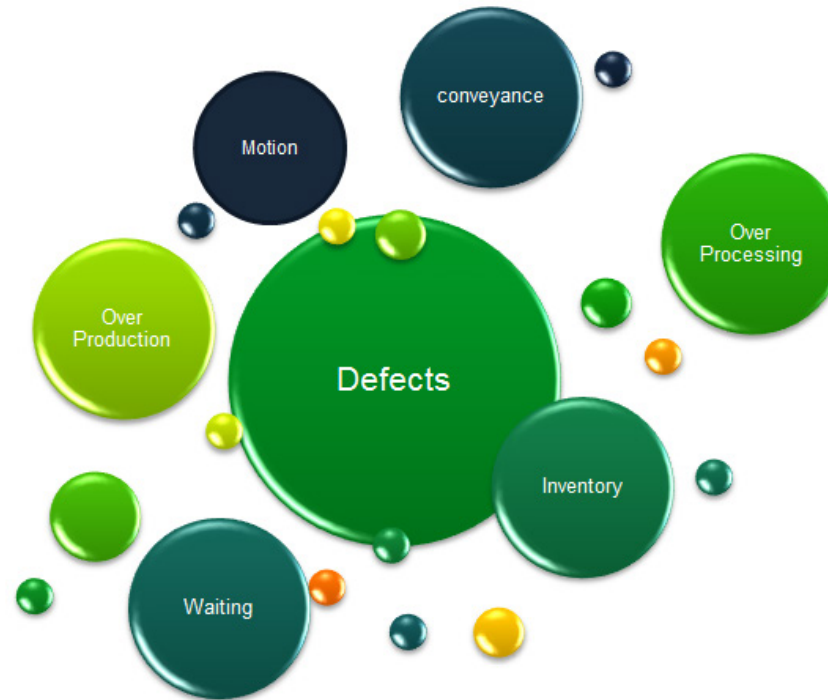 conveyance
Motion
Over
Processing
Over
Production
Defects
Inventory
Waiting